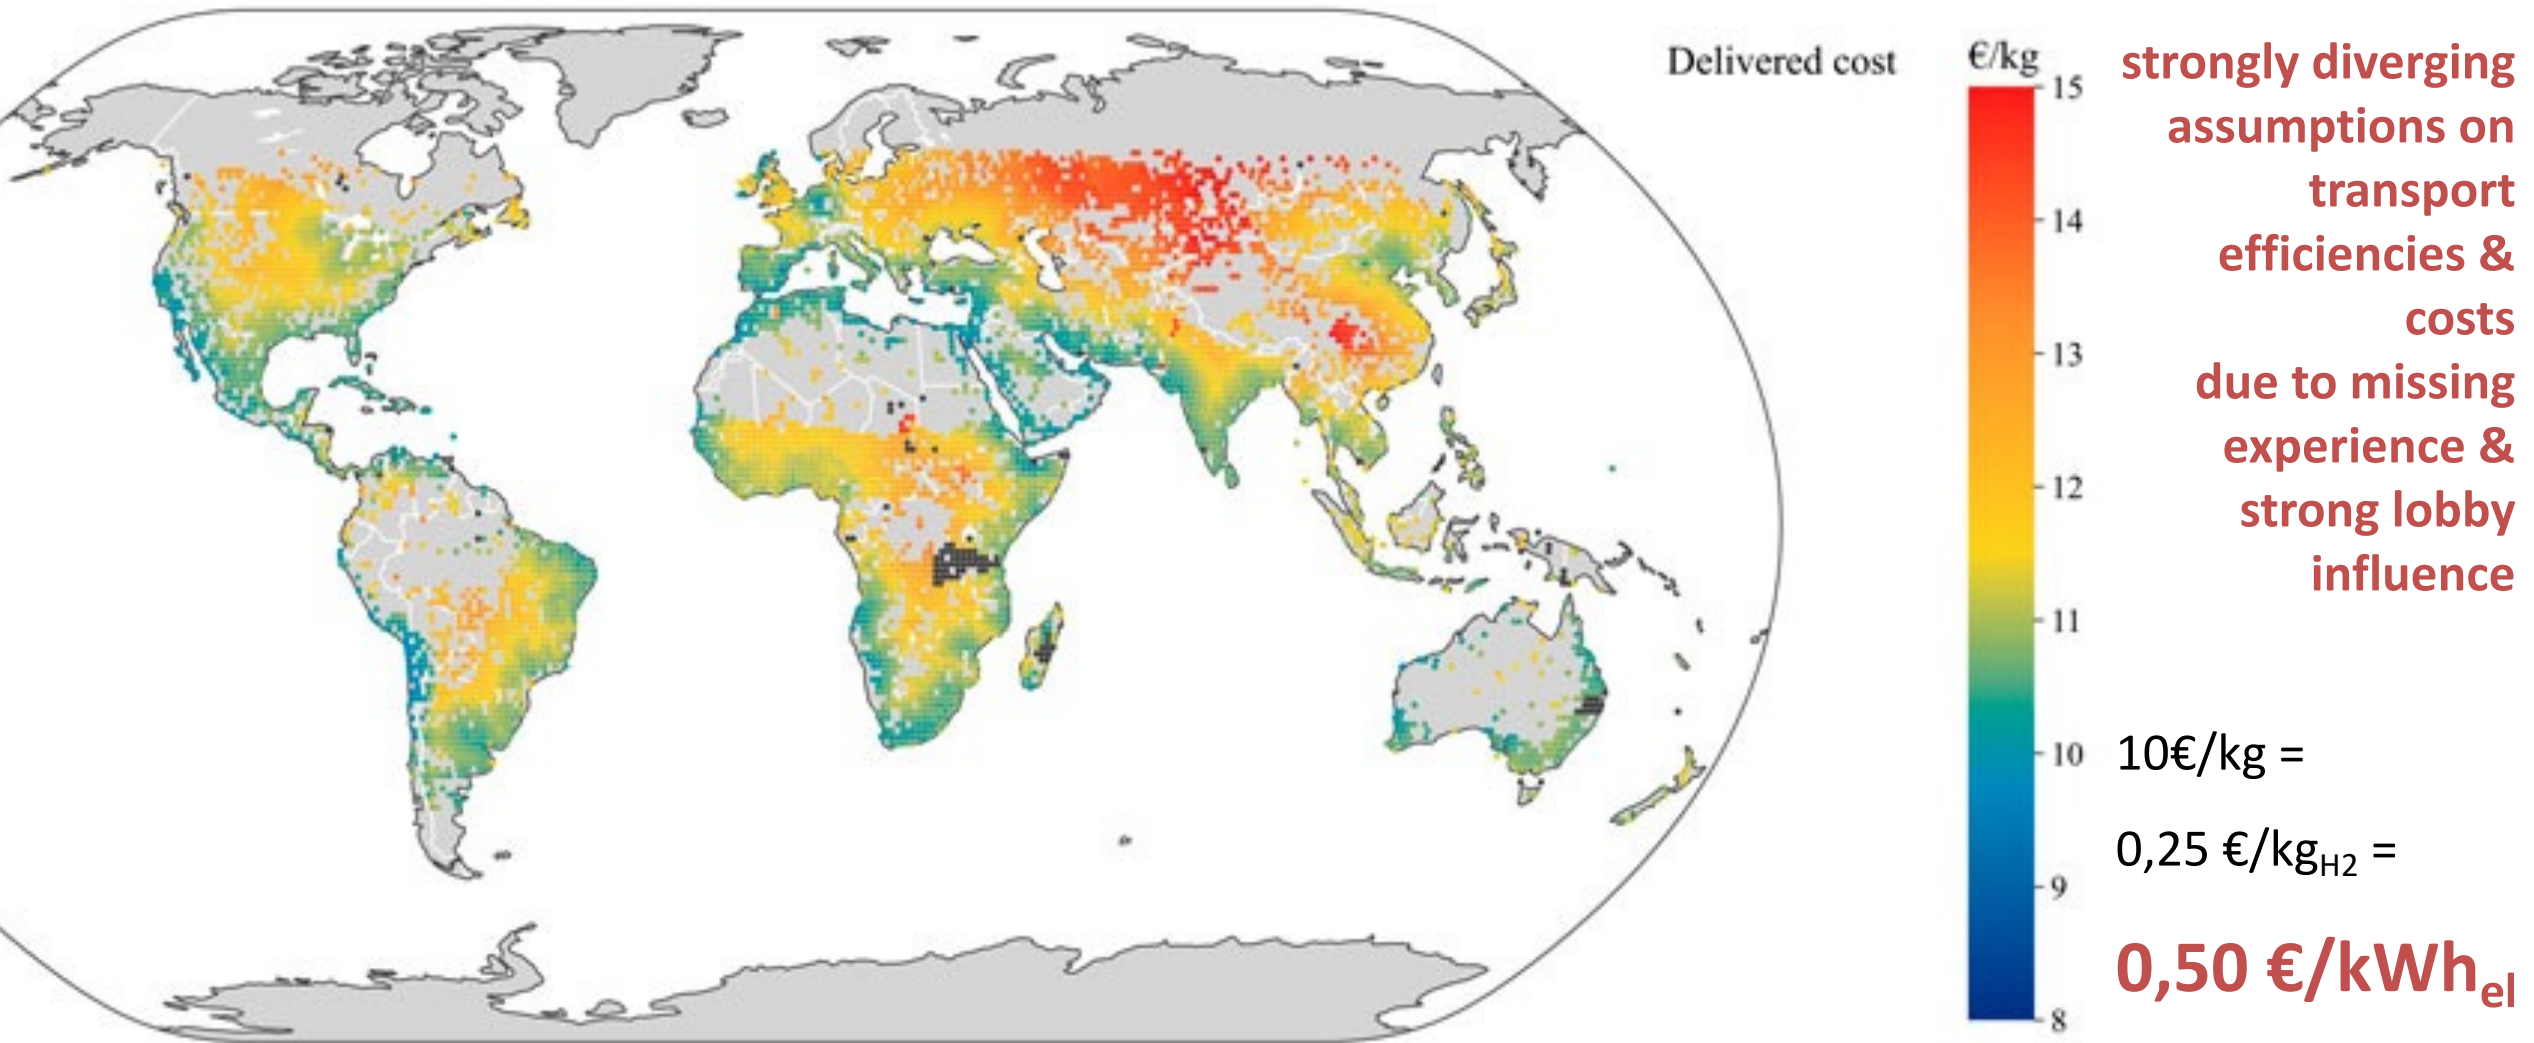 Delivered cost
€/kg
15
14
13
12
11
10
9
8
strongly diverging
assumptions on
transport
efficiencies &
costs
due to missing
experience &
strong lobby
influence
10€/kg =
0,25 €/kgH2 =
0,50 €/kWhel